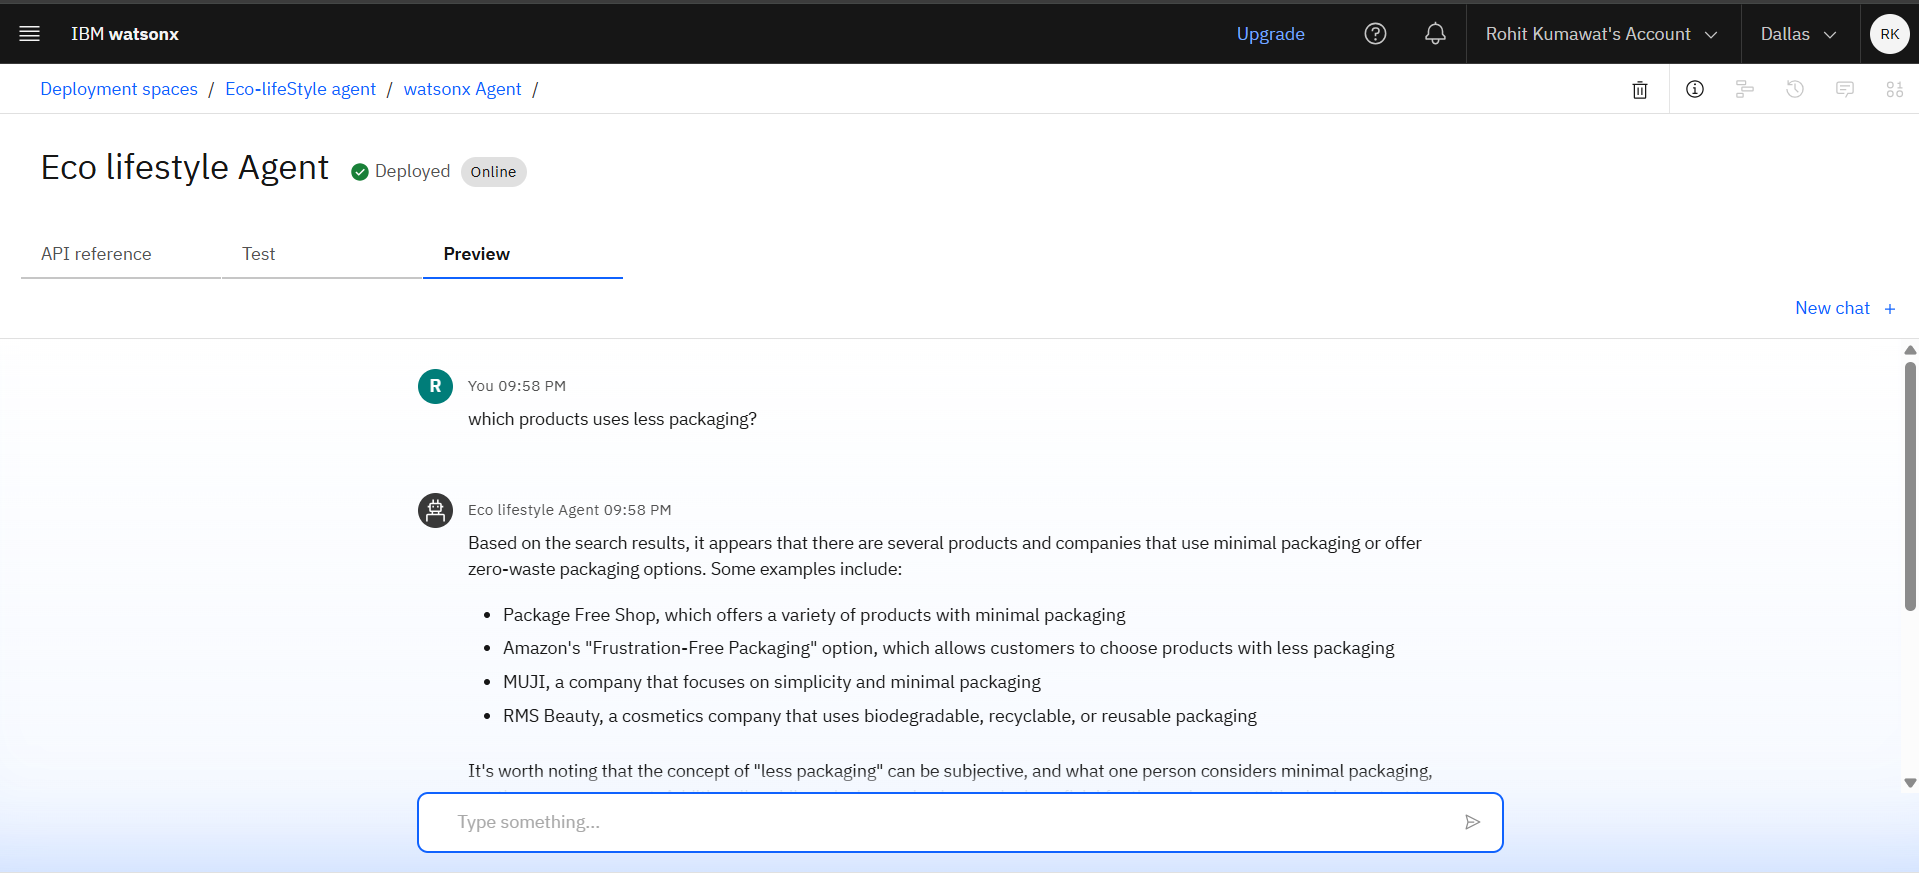 IBM watsonx
Upgrade
Rohit Kumawat's Account
Dallas
RK
Deployment spaces / Eco-lifeStyle agent / watsonx Agent /
Eco lifestyle Agent
Deployed
Online
API reference
Test
Preview
New chat +
R
You 09:58 PM
which products uses less packaging?
Eco lifestyle Agent 09:58 PM
Based on the search results, it appears that there are several products and companies that use minimal packaging or offer
zero-waste packaging options. Some examples include:
• Package Free Shop, which offers a variety of products with minimal packaging
• Amazon's "Frustration-Free Packaging" option, which allows customers to choose products with less packaging
• MUJI, a company that focuses on simplicity and minimal packaging
• RMS Beauty, a cosmetics company that uses biodegradable, recyclable, or reusable packaging
It's worth noting that the concept of "less packaging" can be subjective, and what one person considers minimal packaging,
Type something...